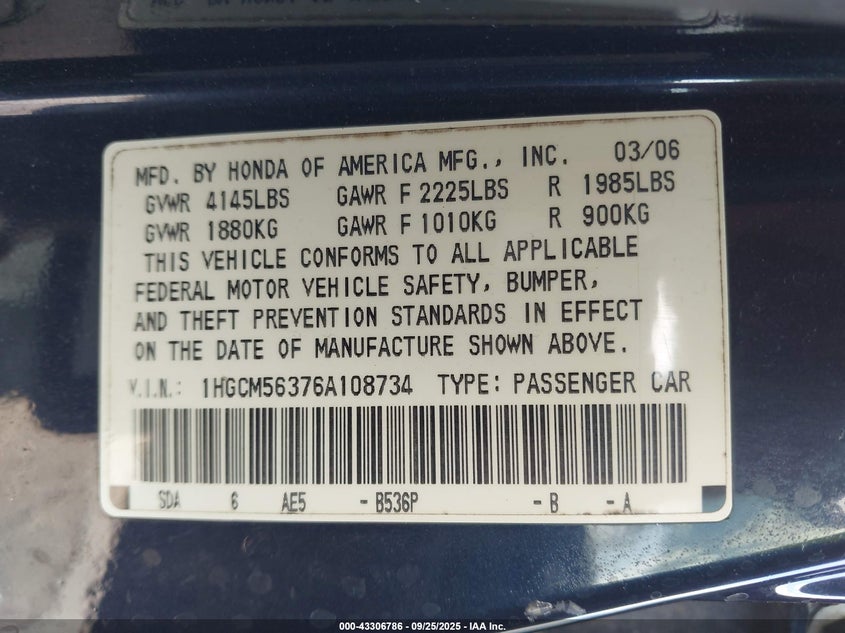 MFD. BY HONDA OF AMERICA MFG., INC. 03/06
GVWR 4145LBS GAWR F 2225LBS R 1985LBS
GVWR 1880KG GAWR F 1010KG R 900KG
THIS VEHICLE CONFORMS TO ALL APPLICABLE
FEDERAL MOTOR VEHICLE SAFETY, BUMPER,
AND THEFT PREVENTION STANDARDS IN EFFECT
ON THE DATE OF MANUFACTURE SHOWN ABOVE.
V.I.N.: 1HGCM56376A108734 TYPE: PASSENGER CAR
SDA 6 AE5 - B536P - B - A
000-43306786 - 09/25/2025 - IAA Inc.